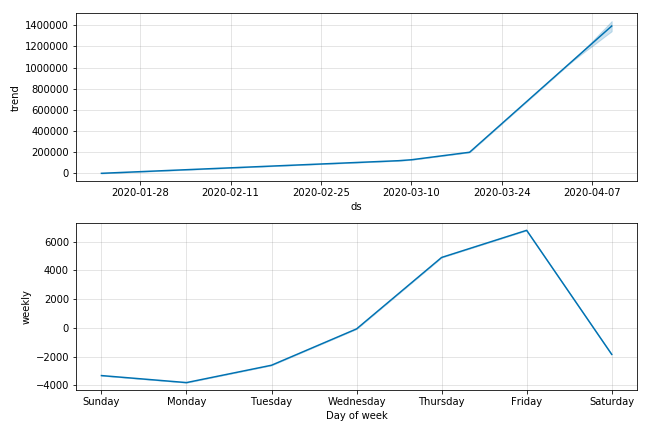 1400000
1200000
1000000
800000
600000
400000
200000
0
trend
2020-01-28 2020-02-11 2020-02-25 2020-03-10 2020-03-24 2020-04-07
ds
6000
4000
2000
0
−2000
−4000
weekly
Sunday Monday Tuesday Wednesday Thursday Friday Saturday
Day of week